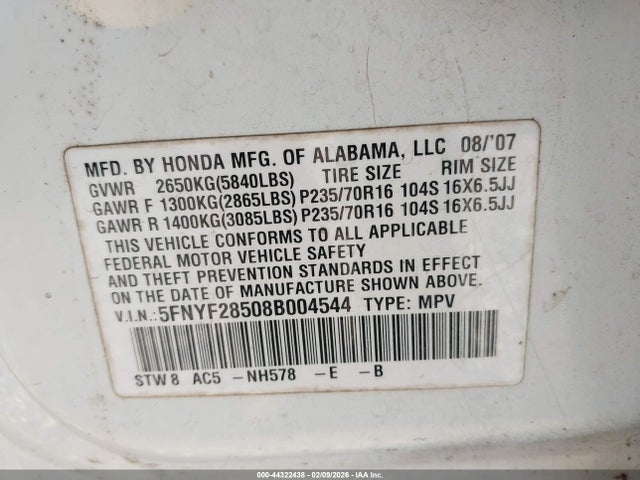 MFD. BY HONDA MFG. OF ALABAMA, LLC 08/'07
GVWR 2650KG(5840LBS) TIRE SIZE RIM SIZE
GAWR F 1300KG(2865LBS) P235/70R16 104S 16X6.5JJ
GAWR R 1400KG(3085LBS) P235/70R16 104S 16X6.5JJ
THIS VEHICLE CONFORMS TO ALL APPLICABLE
FEDERAL MOTOR VEHICLE SAFETY
AND THEFT PREVENTION STANDARDS IN EFFECT
ON THE DATE OF MANUFACTURE SHOWN ABOVE.
V.I.N.: 5FNYF28508B004544 TYPE: MPV
STW8 AC5 -NH578 -E -B
000-44322438 - 02/09/2026 - IAA Inc.